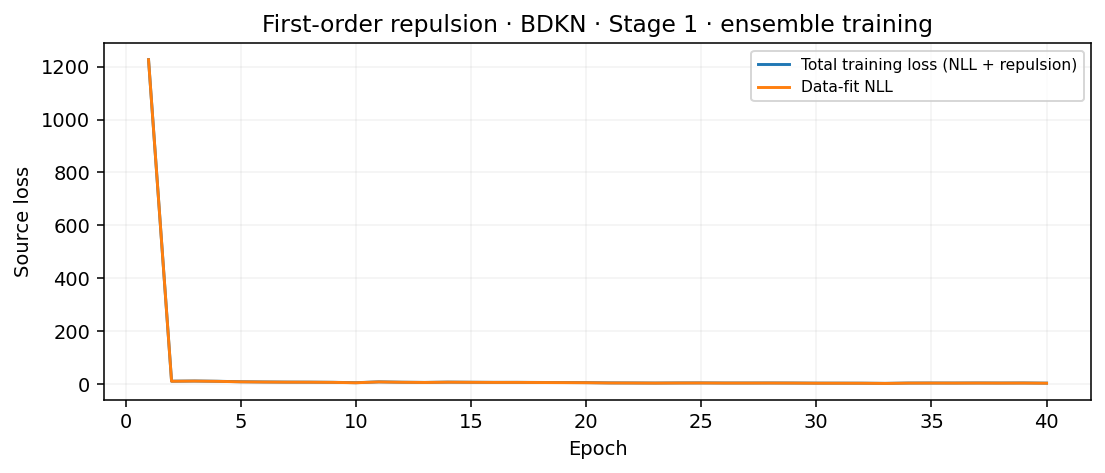 First-order repulsion · BDKN · Stage 1 · ensemble training
Total training loss (NLL + repulsion)
Data-fit NLL
Source loss
1200
1000
800
600
400
200
0
0 5 10 15 20 25 30 35 40
Epoch